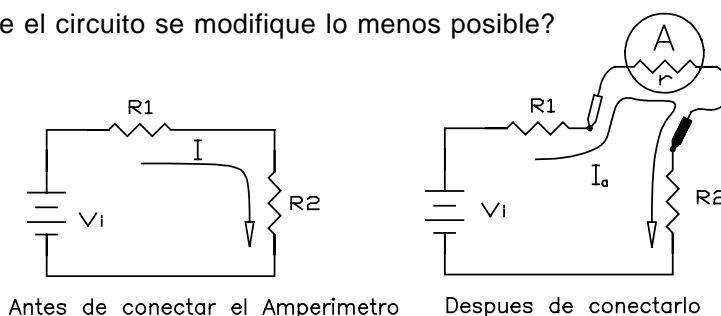 e el circuito se modifique lo menos posible?
A
r
R1
I
R2
Vi
R1
Ia
R2
Vi
Antes de conectar el Amperimetro
Despues de conectarlo